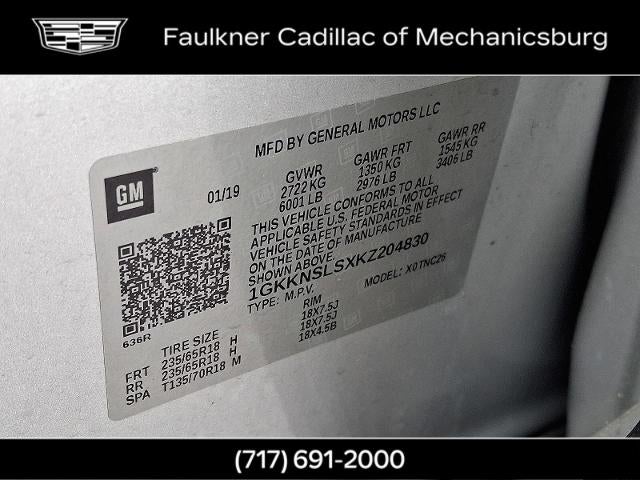 Faulkner Cadillac of Mechanicsburg
MFD BY GENERAL MOTORS LLC
GM
01/19
GVWR GAWR FRT GAWR RR
2722 KG 1350 KG 1545 KG
6001 LB 2976 LB 3406 LB
THIS VEHICLE CONFORMS TO ALL
APPLICABLE U.S. FEDERAL MOTOR
VEHICLE SAFETY STANDARDS IN EFFECT
ON THE DATE OF MANUFACTURE
SHOWN ABOVE.
1GKKNSLSXKZ204830
TYPE: M.P.V. MODEL: X0TNC26
636R
TIRE SIZE RIM
FRT 235/65R18 H 18X7.5J
RR 235/65R18 H 18X7.5J
SPA T135/70R18 M 18X4.5B
(717) 691-2000